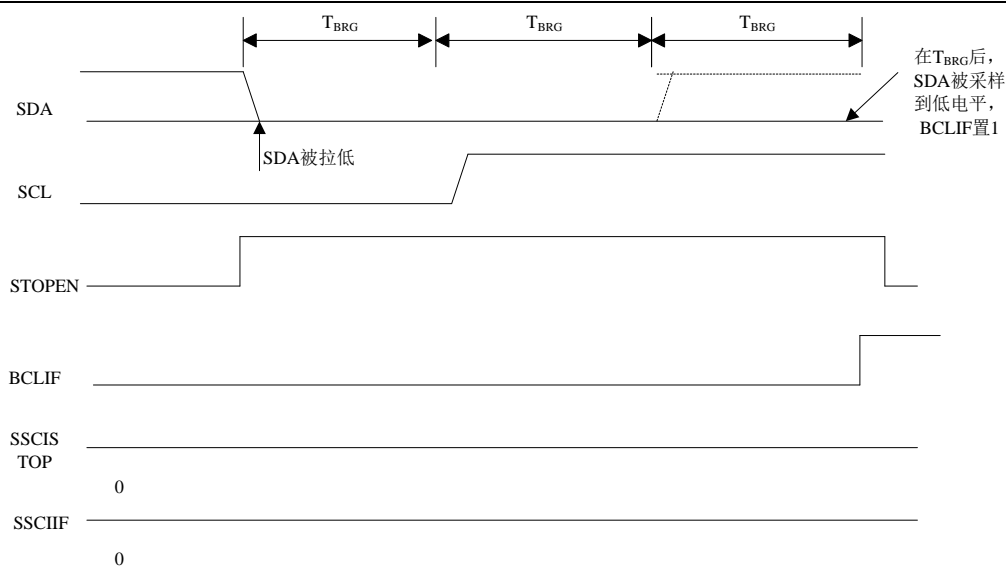 TBRG TBRG TBRG
在TBRG后，
SDA被采样
到低电平，
BCLIF置1
SDA
SDA被拉低
SCL
STOPEN
BCLIF
SSCIS
TOP
0
SSCIIF
0